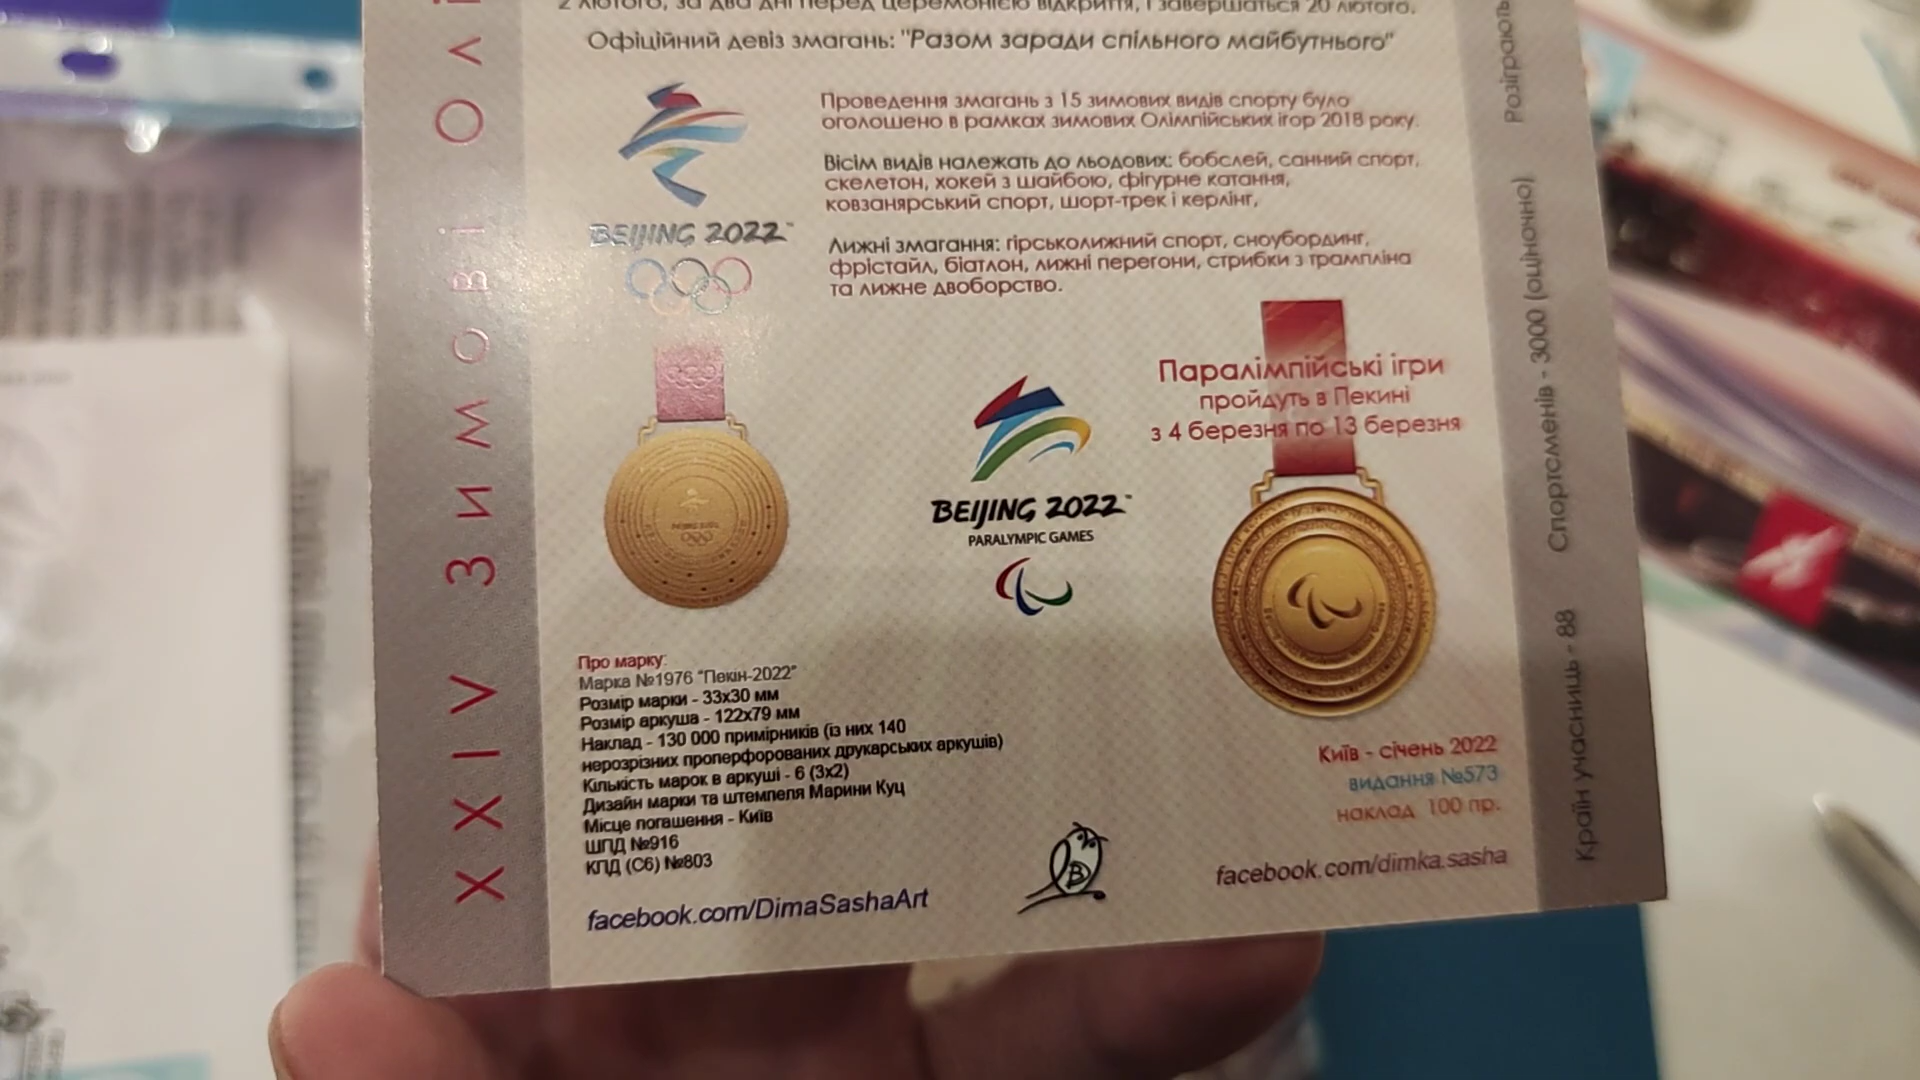 2 лютого, за два дні перед церемонією відкриття, і завершаться 20 лютого.
Офіційний девіз змагань: "Разом заради спільного майбутнього"
Проведення змагань з 15 зимових видів спорту було
оголошено в рамках зимових Олімпійських ігор 2018 року.
Вісім видів належать до льодових: бобслей, санний спорт,
скелетон, хокей з шайбою, фігурне катання,
ковзанярський спорт, шорт-трек і керлінг,
Лижні змагання: гірськолижний спорт, сноубординг,
фрістайл, біатлон, лижні перегони, стрибки з трампліна
та лижне двоборство.
BEIJING 2022™
Паралімпійські ігри
пройдуть в Пекині
з 4 березня по 13 березня
BEIJING 2022™
PARALYMPIC GAMES
Про марку:
Марка №1976 "Пекін-2022"
Розмір марки - 33х30 мм
Розмір аркуша - 122х79 мм
Наклад - 130 000 примірників (із них 140
нерозрізних проперфорованих друкарських аркушів)
Кількість марок в аркуші - 6 (3х2)
Дизайн марки та штемпеля Марини Куц
Місце погашення - Київ
ШПД №916
КПД (С6) №803
facebook.com/DimaSashaArt
Київ - січень 2022
видання №573
наклад 100 пр.
facebook.com/dimka.sasha
XXIV Зимові
Країн учасниць - 88 Спортсменів - 3000 (оціночно) Розіграють